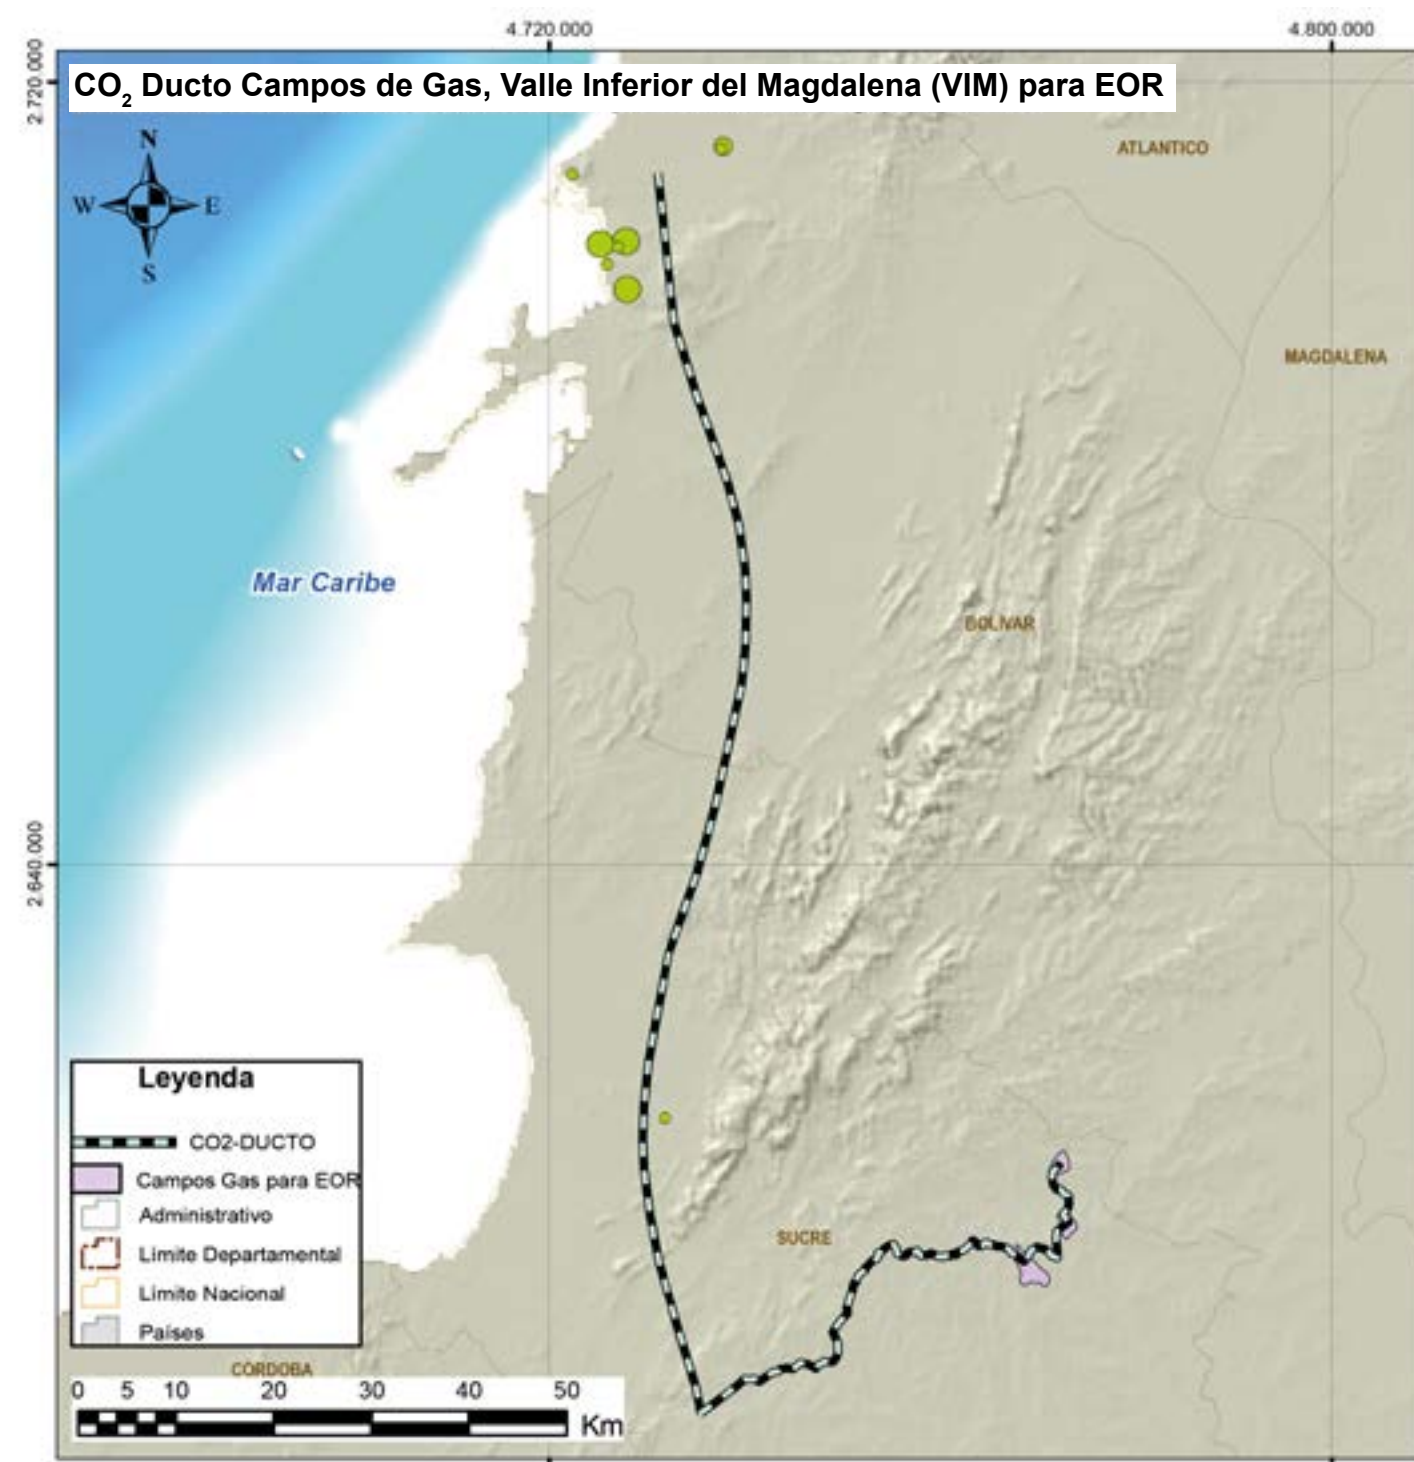 4.720.000
4.800.000
2.720.000
CO2 Ducto Campos de Gas, Valle Inferior del Magdalena (VIM) para EOR
N
W
E
S
ATLANTICO
MAGDALENA
Mar Caribe
BOLIVAR
2.640.000
Leyenda
CO2-DUCTO
Campos Gas para EOR
Administrativo
Limite Departamental
Limite Nacional
Países
SUCRE
CORDOBA
0 5 10 20 30 40 50
Km